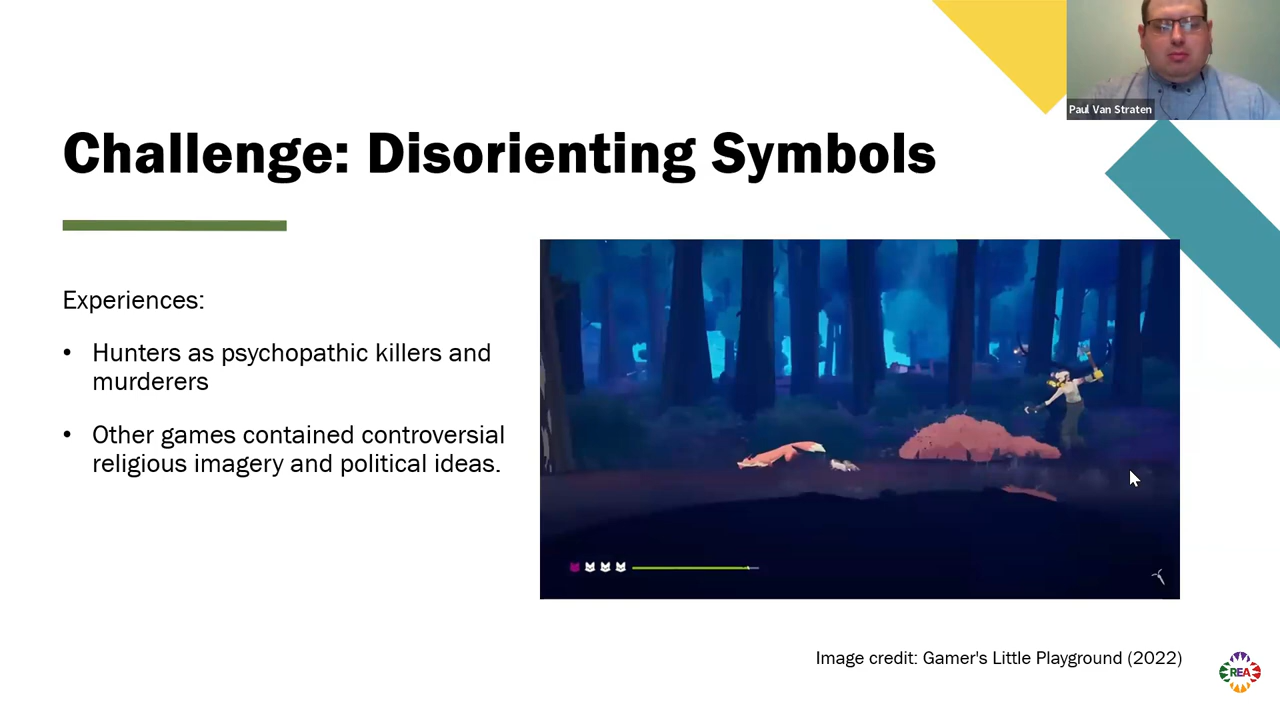 Paul Van Straten
Challenge: Disorienting Symbols
Experiences:
• Hunters as psychopathic killers and
murderers
• Other games contained controversial
religious imagery and political ideas.
Image credit: Gamer's Little Playground (2022)
REA